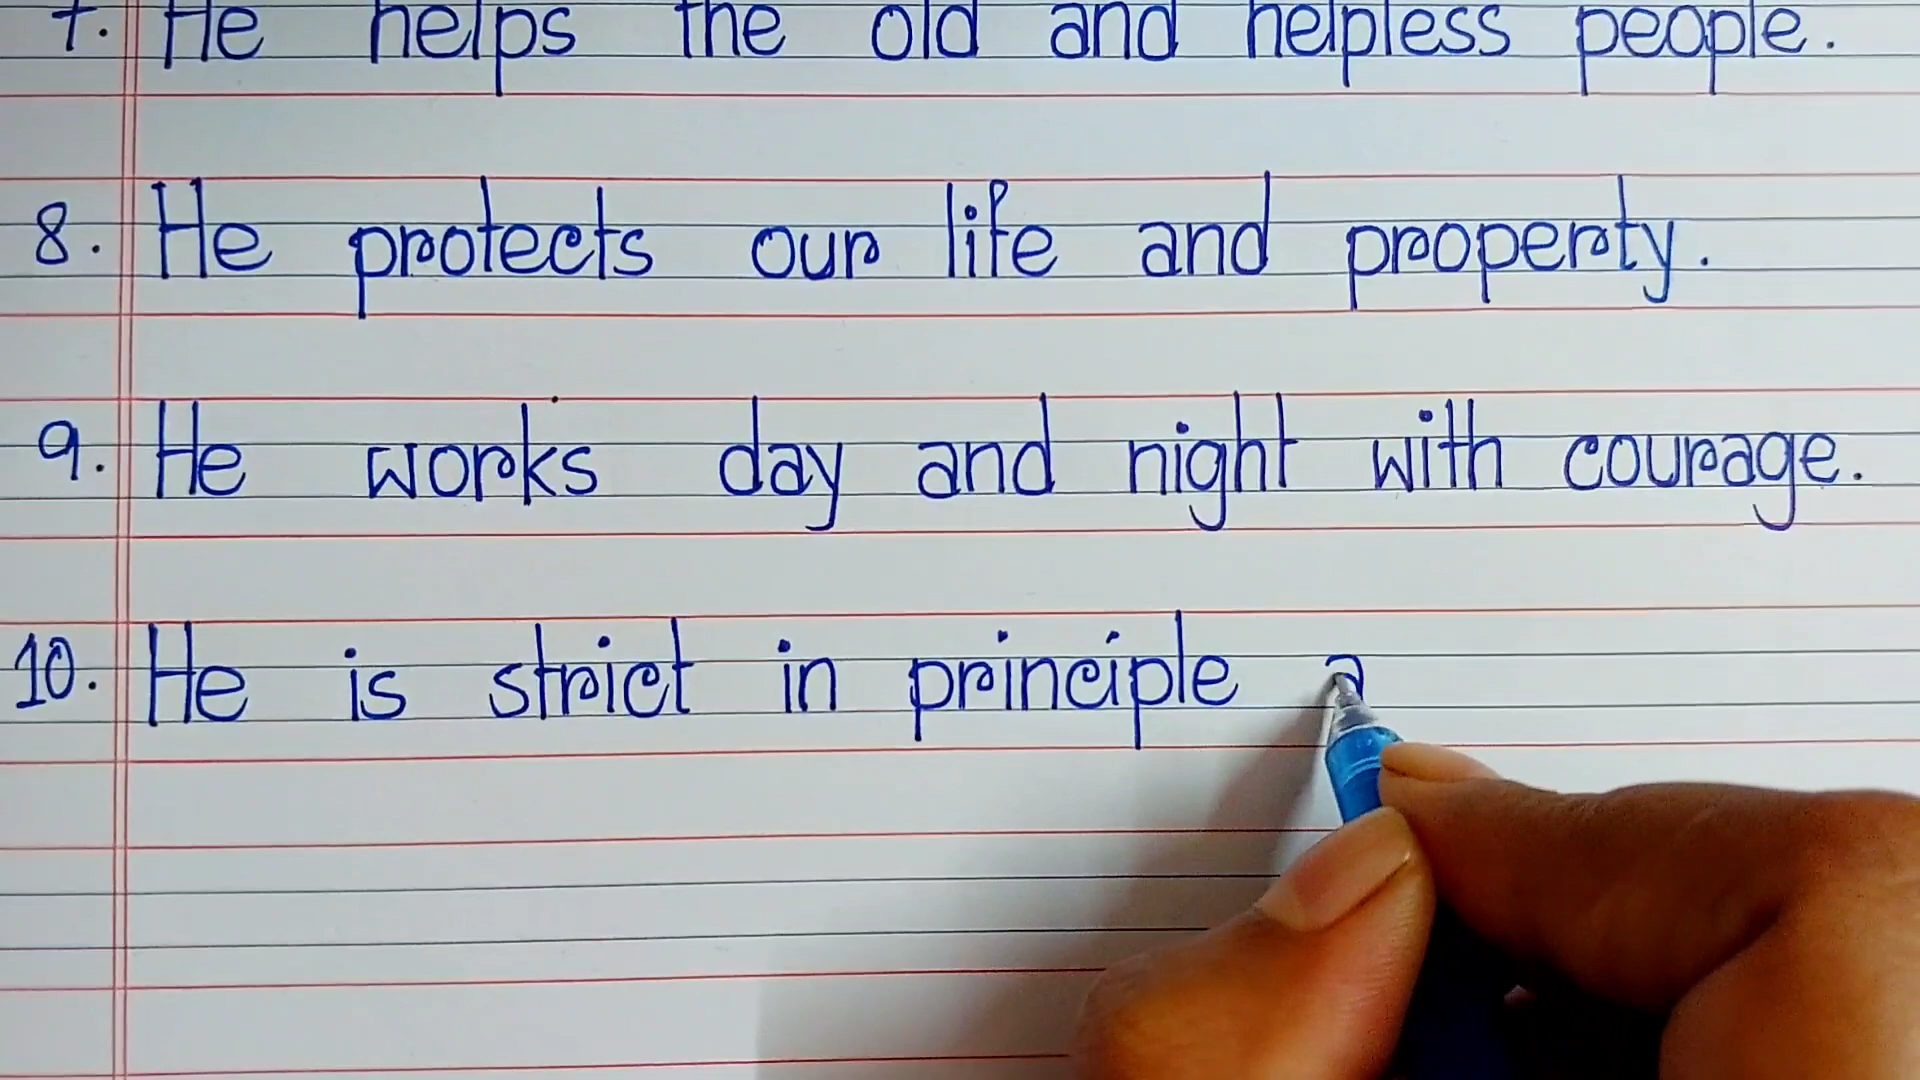 7. He helps the old and helpless people.
8. He protects our life and property.
9. He works day and night with courage.
10. He is strict in principle a